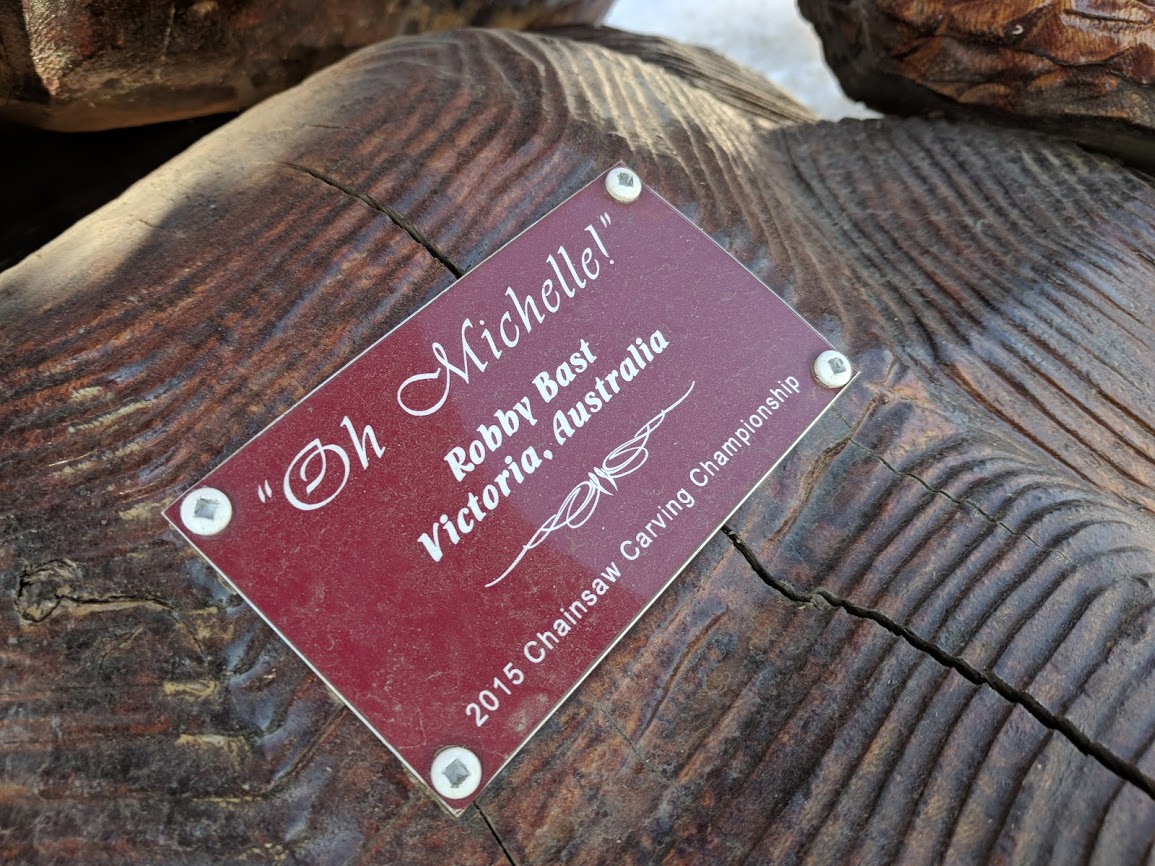 "Oh Michelle!"
Robby Bast
Victoria, Australia
2015 Chainsaw Carving Championship